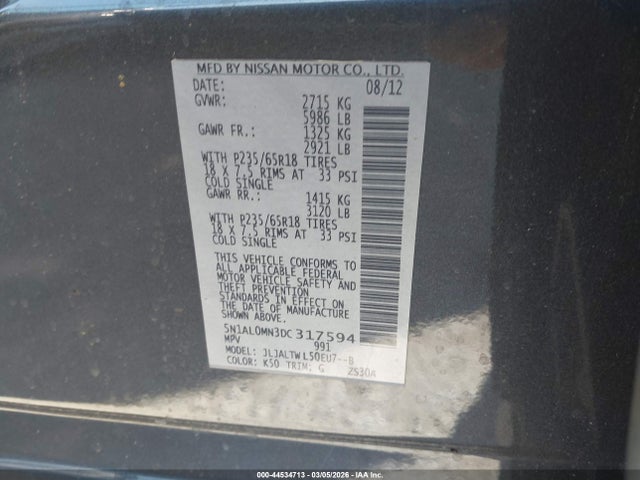 MFD BY NISSAN MOTOR CO., LTD.
DATE: 08/12
GVWR: 2715 KG
5986 LB
GAWR FR.: 1325 KG
2921 LB
WITH P235/65R18 TIRES
18 X 7.5 RIMS AT 33 PSI
COLD SINGLE
GAWR RR.: 1415 KG
3120 LB
WITH P235/65R18 TIRES
18 X 7.5 RIMS AT 33 PSI
COLD SINGLE
THIS VEHICLE CONFORMS TO
ALL APPLICABLE FEDERAL
MOTOR VEHICLE SAFETY AND
THEFT PREVENTION
STANDARDS IN EFFECT ON
THE DATE OF MANUFACTURE
SHOWN ABOVE.
5N1AL0MN3DC317594
MPV 991
MODEL: JLJALTWL50EU7--B
COLOR: K50 TRIM: G ZS30A
000-44534713 - 03/05/2026 - IAA Inc.